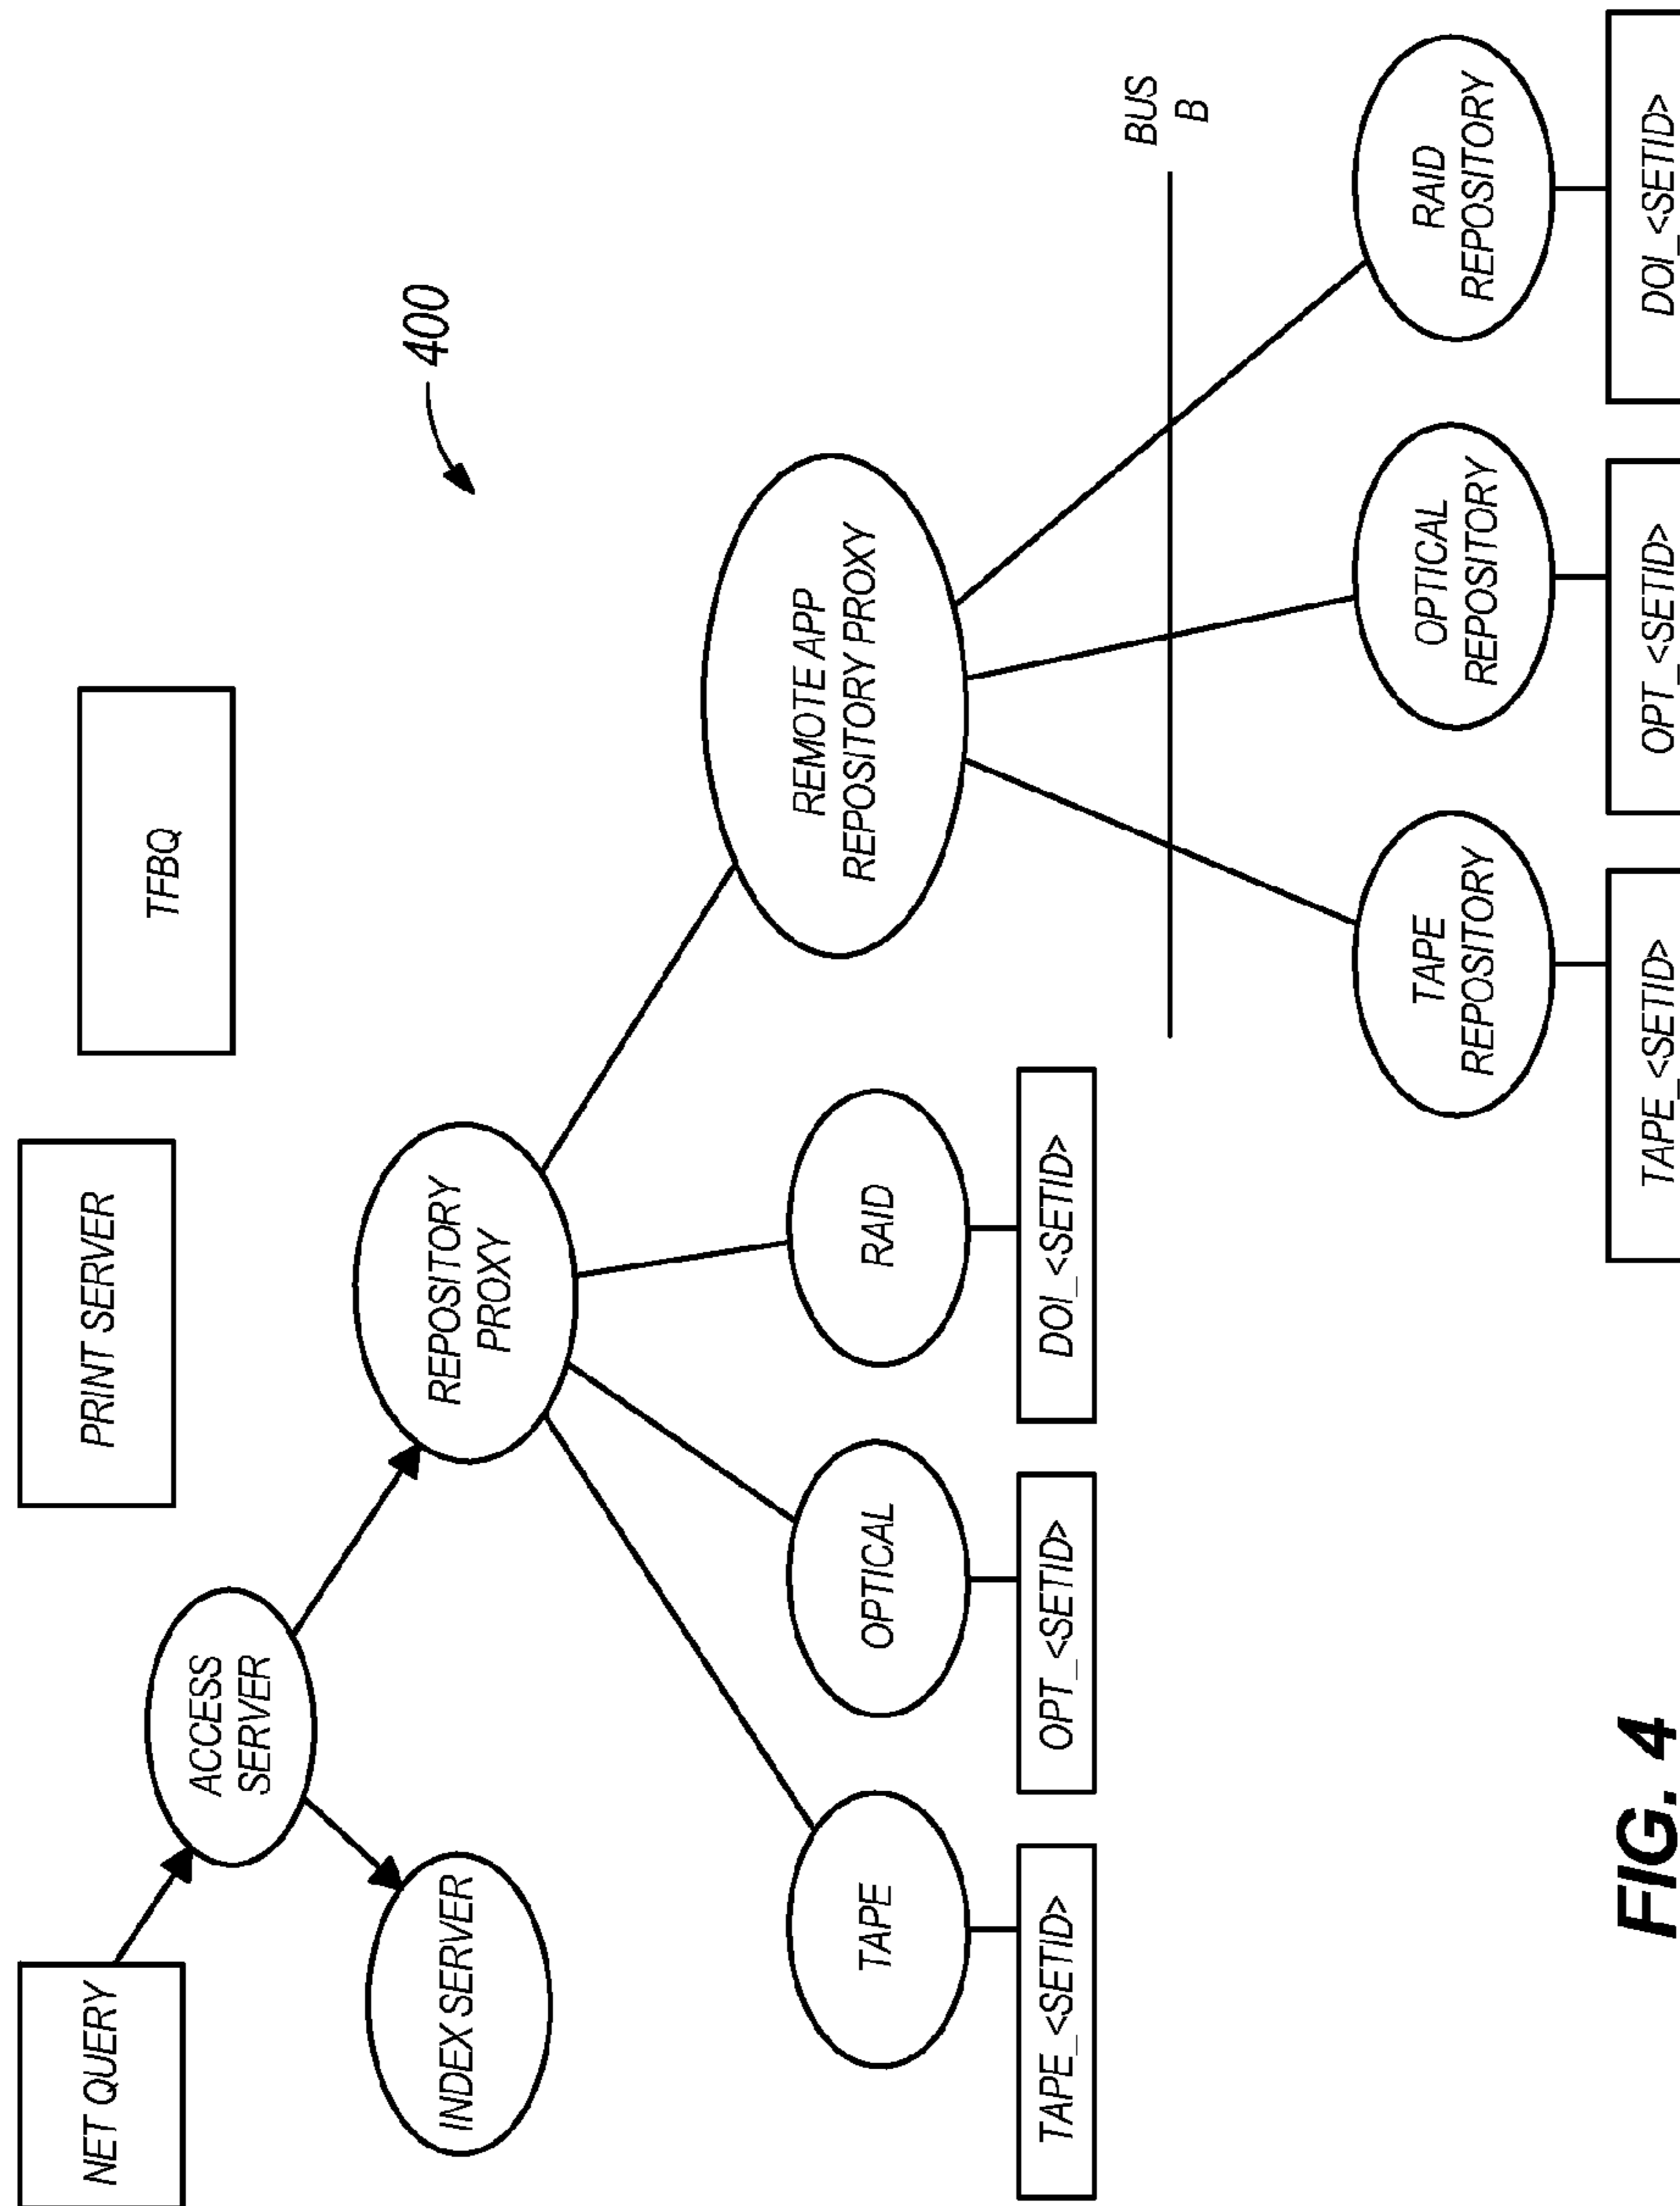 NET QUERY
PRINT SERVER
TFBQ
ACCESS
SERVER
400
INDEX SERVER
REPOSITORY
PROXY
REMOTE APP
REPOSITORY PROXY
TAPE
OPTICAL
RAID
TAPE_<SETID>
OPT_<SETID>
DOI_<SETID>
BUS
B
TAPE
REPOSITORY
OPTICAL
REPOSITORY
RAID
REPOSITORY
TAPE_<SETID>
OPT_<SETID>
DOI_<SETID>
FIG. 4